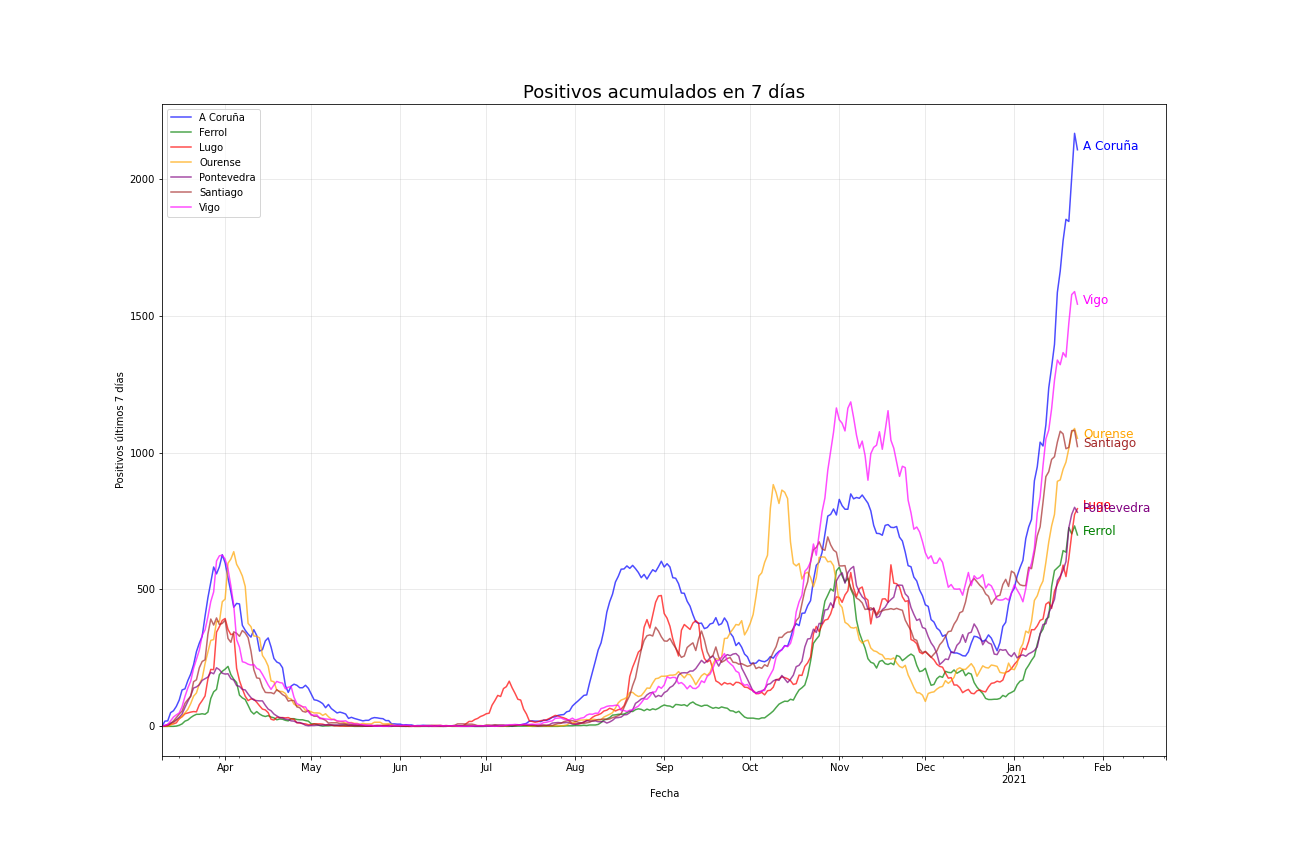 Positivos acumulados en 7 días
A Coruña
Ferrol
Lugo
Ourense
Pontevedra
Santiago
Vigo
Positivos últimos 7 días
2000
1500
1000
500
0
A Coruña
Vigo
Ourense
Santiago
Lugo
Pontevedra
Ferrol
Apr May Jun Jul Aug Sep Oct Nov Dec Jan Feb
2021
Fecha